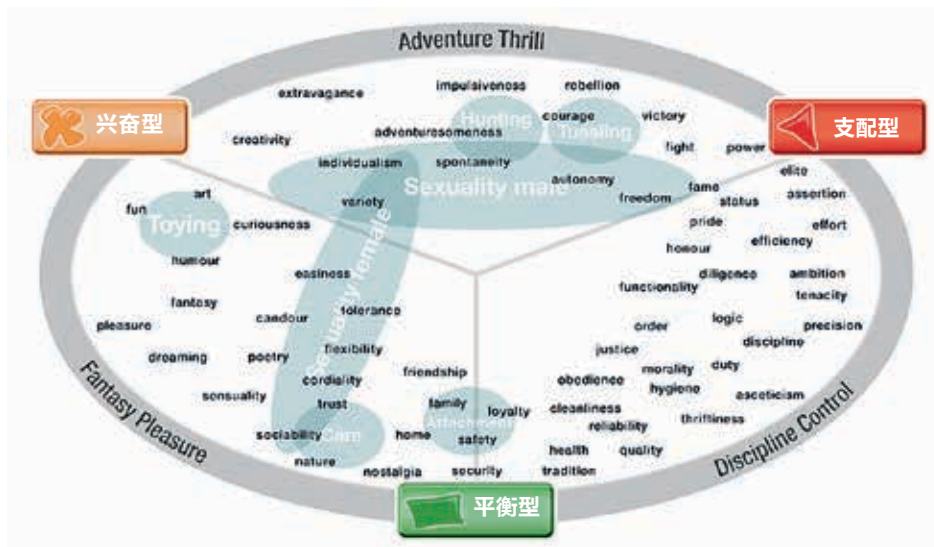 Adventure Thrill
impulsiveness
rebellion
extravagance
兴奋型
Hunting
courage
victory
支配型
adventuresomeness
Tusseling
creativity
fight
power
individualism
spontaneity
elite
autonomy
Sexuality male
fame
assertion
art
variety
freedom
status
fun
Toying
curiousness
pride
effort
honour
efficiency
humour
Sexuality female
easiness
diligence
ambition
functionality
fantasy
tenacity
candour
tolerance
logic
pleasure
order
precision
discipline
dreaming
poetry
flexibility
justice
morality
duty
cordiality
friendship
obedience
hygiene
sensuality
trust
family
loyalty
cleanliness
asceticism
Attachment
reliability
thriftiness
sociability
Care
home
safety
health
quality
nature
nostalgia
security
tradition
Fantasy Pleasure
Discipline Control
平衡型